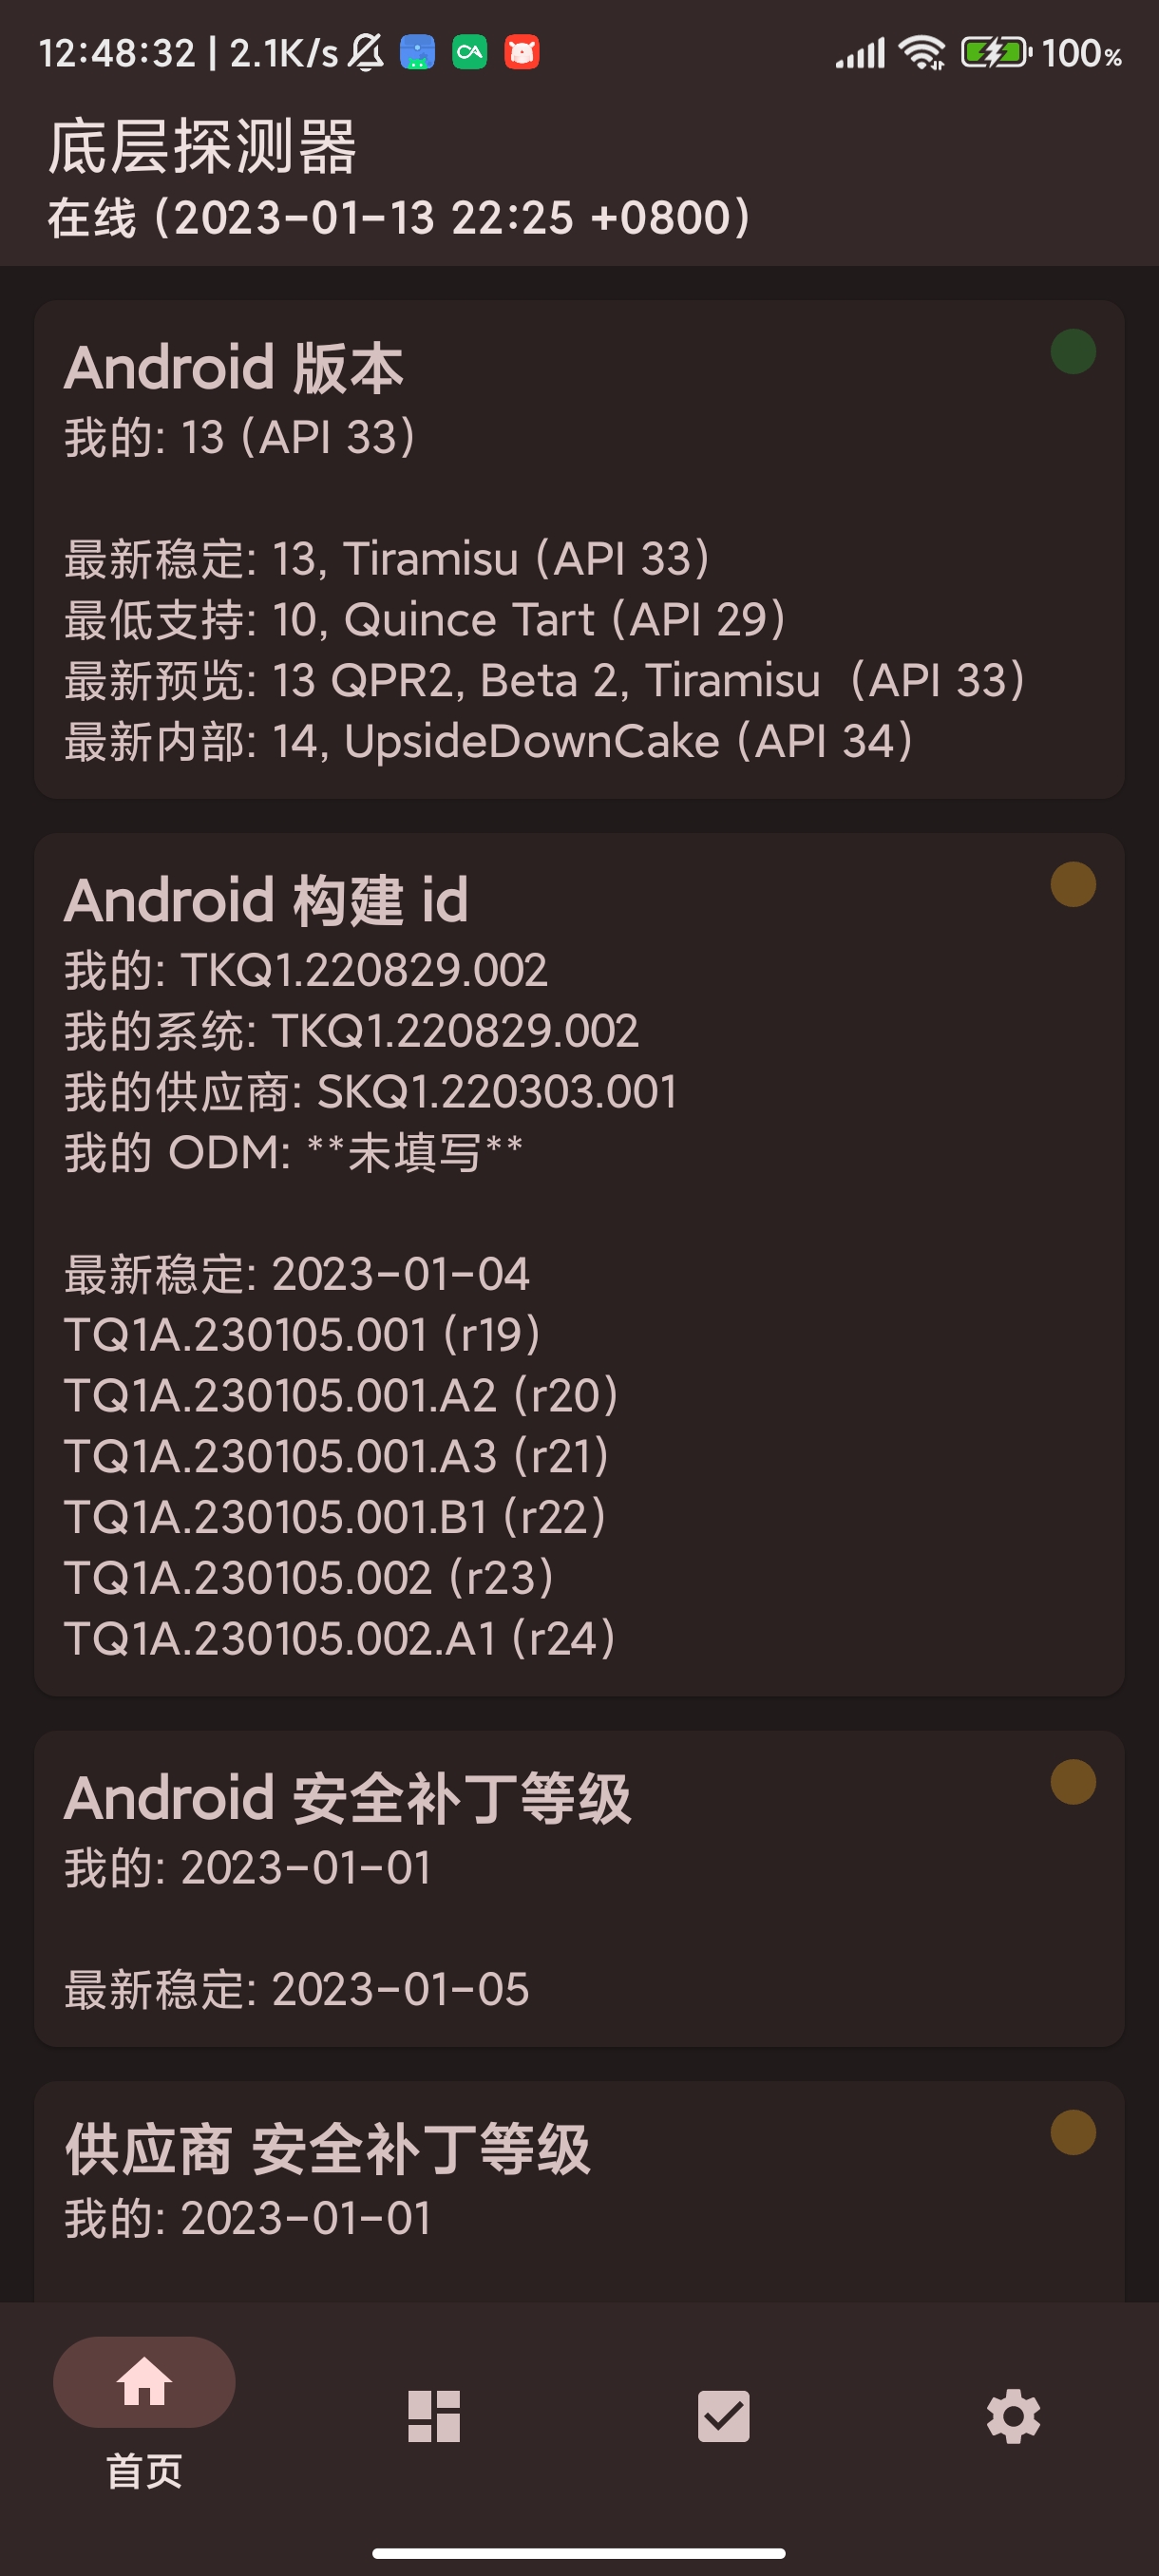 12:48:32 | 2.1K/s CA 100%
底层探测器
在线 (2023-01-13 22:25 +0800)
Android 版本
我的: 13 (API 33)
最新稳定: 13, Tiramisu (API 33)
最低支持: 10, Quince Tart (API 29)
最新预览: 13 QPR2, Beta 2, Tiramisu (API 33)
最新内部: 14, UpsideDownCake (API 34)
Android 构建 id
我的: TKQ1.220829.002
我的系统: TKQ1.220829.002
我的供应商: SKQ1.220303.001
我的 ODM: **未填写**
最新稳定: 2023-01-04
TQ1A.230105.001 (r19)
TQ1A.230105.001.A2 (r20)
TQ1A.230105.001.A3 (r21)
TQ1A.230105.001.B1 (r22)
TQ1A.230105.002 (r23)
TQ1A.230105.002.A1 (r24)
Android 安全补丁等级
我的: 2023-01-01
最新稳定: 2023-01-05
供应商 安全补丁等级
我的: 2023-01-01
首页